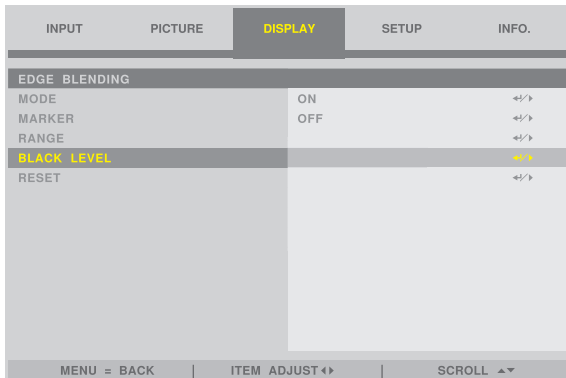 INPUT PICTURE DISPLAY SETUP INFO.
EDGE BLENDING
MODE ON
MARKER OFF
RANGE
BLACK LEVEL
RESET
MENU = BACK | ITEM ADJUST | SCROLL